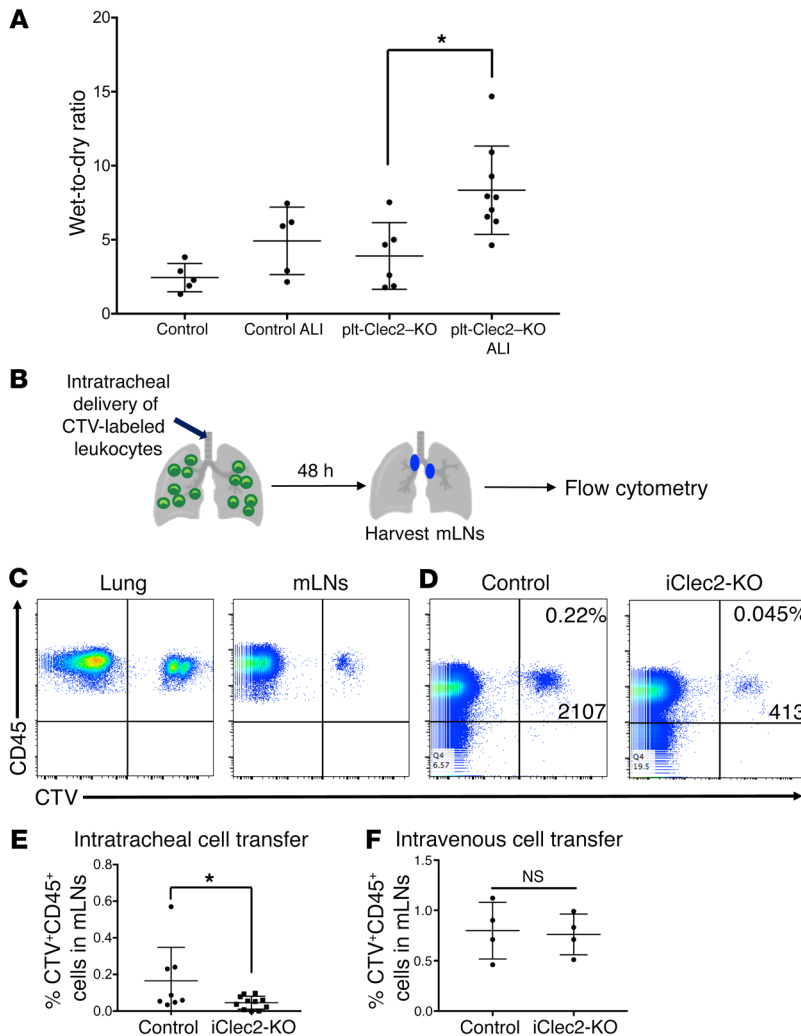 A
20
15
10
5
0
Wet-to-dry ratio
*
Control
Control ALI
plt-Clec2–KO
plt-Clec2–KO
ALI
B
Intratracheal
delivery of
CTV-labeled
leukocytes
48 h
Harvest mLNs
Flow cytometry
C
Lung
mLNs
D
Control
iClec2-KO
0.22%
2107
Q4
6.57
0.045%
413
Q4
19.5
CD45
CTV
E
Intratracheal cell transfer
0.8
0.6
0.4
0.2
0.0
% CTV+CD45+
cells in mLNs
*
Control
iClec2-KO
F
Intravenous cell transfer
1.5
1.0
0.5
0.0
% CTV+CD45+
cells in mLNs
NS
Control
iClec2-KO